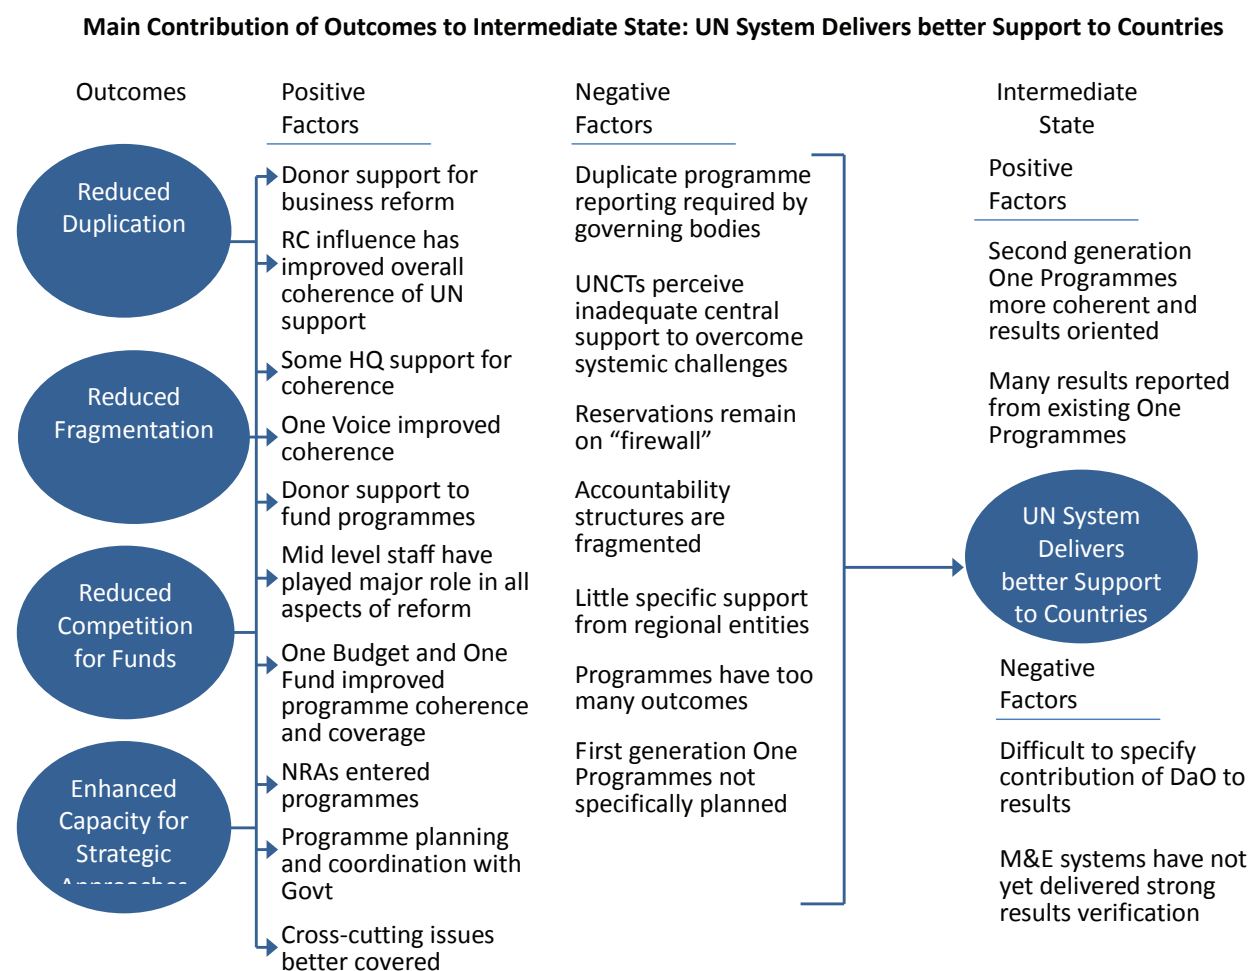 Main Contribution of Outcomes to Intermediate State: UN System Delivers better Support to Countries
Outcomes
Reduced
Duplication
Reduced
Fragmentation
Reduced
Competition
for Funds
Enhanced
Capacity for
Strategic
Approaches
Positive
Factors
Donor support for
business reform
RC influence has
improved overall
coherence of UN
support
Some HQ support for
coherence
One Voice improved
coherence
Donor support to
fund programmes
Mid level staff have
played major role in all
aspects of reform
One Budget and One
Fund improved
programme coherence
and coverage
NRAs entered
programmes
Programme planning
and coordination with
Govt
Cross-cutting issues
better covered
Negative
Factors
Duplicate programme
reporting required by
governing bodies
UNCTs perceive
inadequate central
support to overcome
systemic challenges
Reservations remain
on “firewall”
Accountability
structures are
fragmented
Little specific support
from regional entities
Programmes have too
many outcomes
First generation One
Programmes not
specifically planned
Intermediate
State
Positive
Factors
Second generation
One Programmes
more coherent and
results oriented
Many results reported
from existing One
Programmes
UN System
Delivers
better Support
to Countries
Negative
Factors
Difficult to specify
contribution of DaO to
results
M&E systems have not
yet delivered strong
results verification